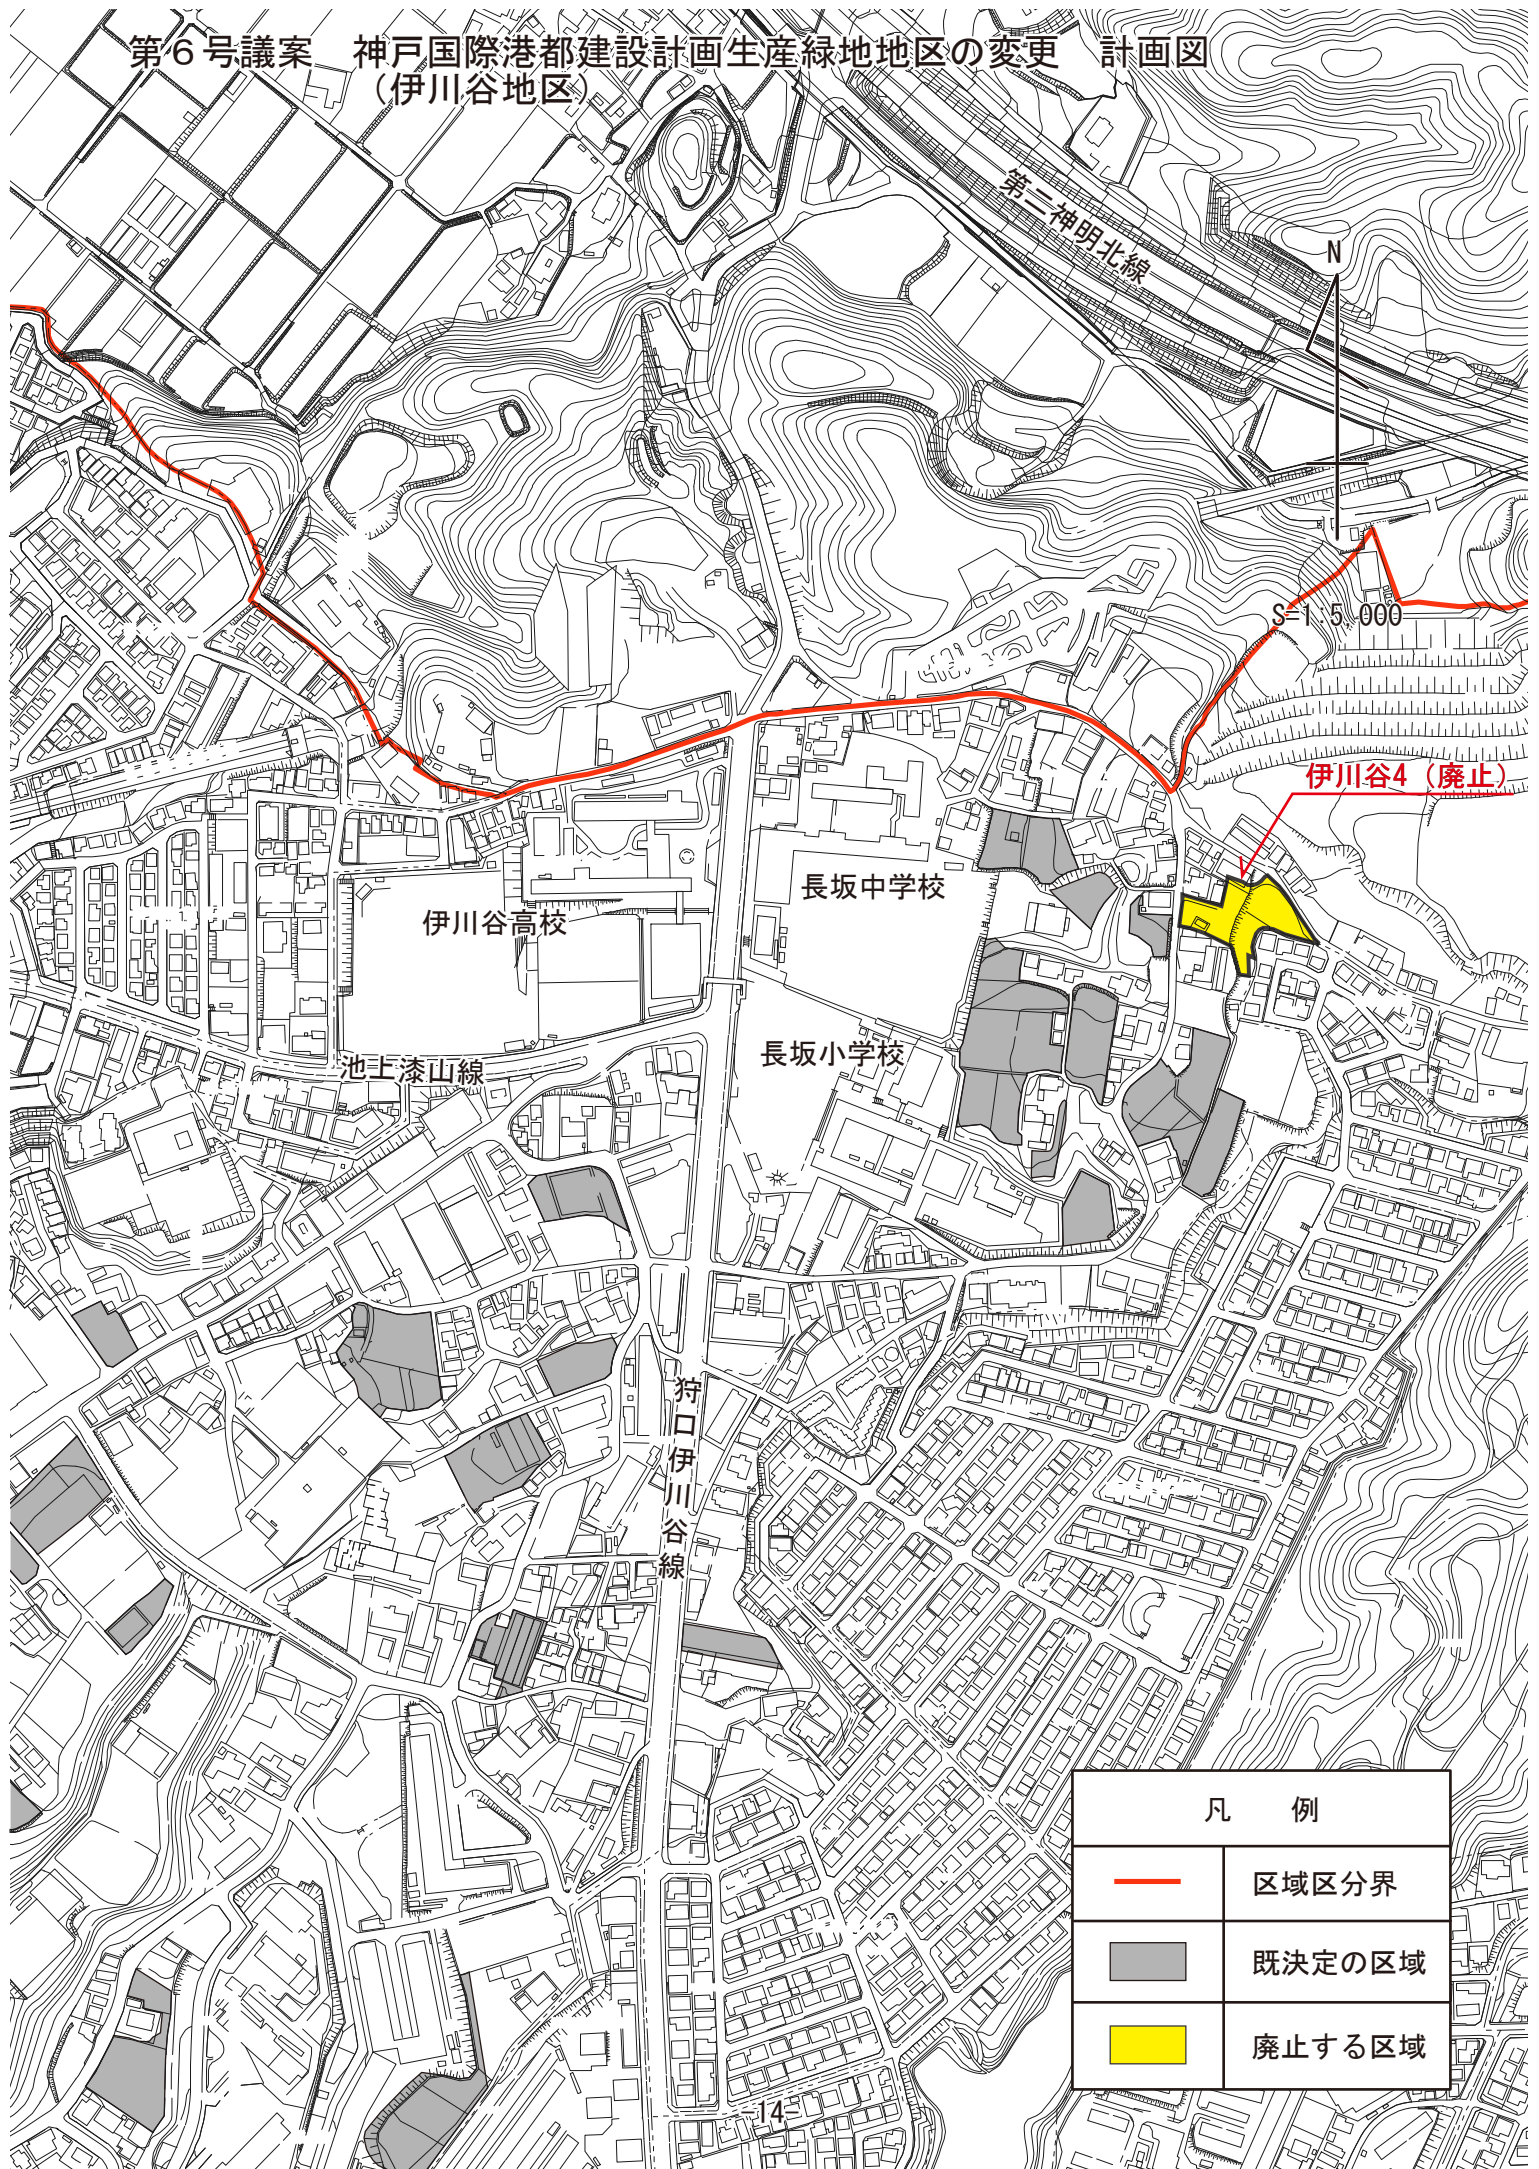 第６号議案　神戸国際港都建設計画生産緑地地区の変更　計画図
（伊川谷地区）
第二神明北線
N
S=1:5,000
伊川谷4（廃止）
長坂中学校
伊川谷高校
長坂小学校
池上漆山線
狩口伊川谷線
凡　例
区域区分界
既決定の区域
廃止する区域
-14-